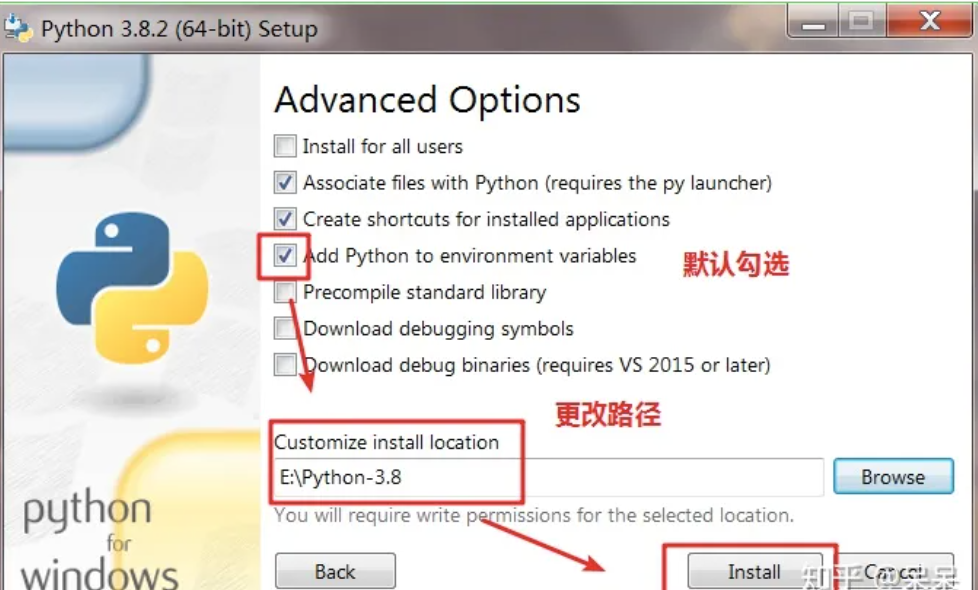 Python 3.8.2 (64-bit) Setup
Advanced Options
Install for all users
Associate files with Python (requires the py launcher)
Create shortcuts for installed applications
Add Python to environment variables
默认勾选
Precompile standard library
Download debugging symbols
Download debug binaries (requires VS 2015 or later)
更改路径
Customize install location
E:\Python-3.8
Browse
You will require write permissions for the selected location.
python
for
windows
Back
Install
Cancel
知乎 @呆呆